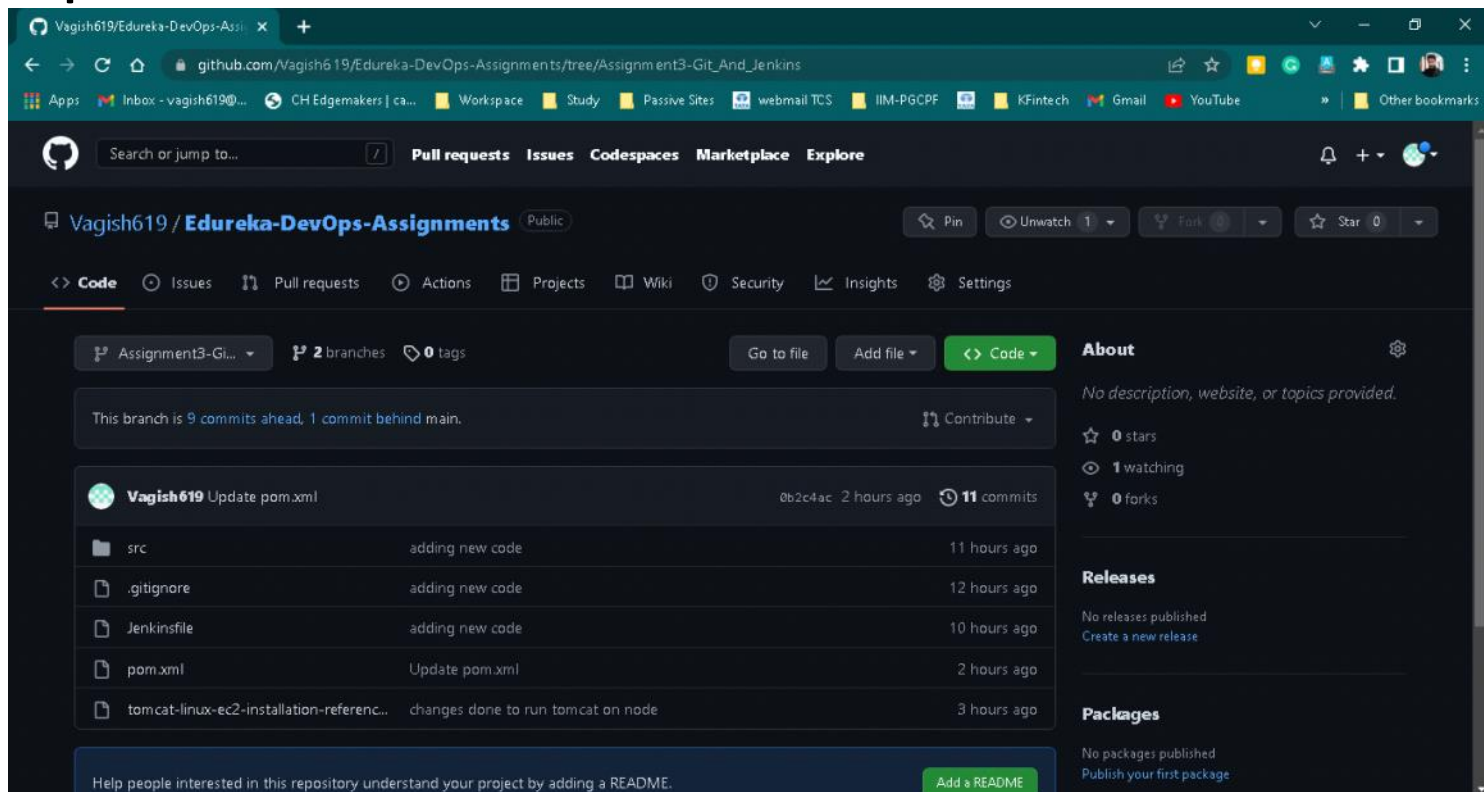 Vagish619/Edureka-DevOps-Assi
github.com/Vagish619/Edureka-DevOps-Assignments/tree/Assignment3-Git_And_Jenkins
Apps Inbox - vagish619@... CH Edgemakers | ca... Workspace Study Passive Sites webmail TCS IIM-PGCPF KFintech Gmail YouTube » Other bookmarks
Search or jump to... / Pull requests Issues Codespaces Marketplace Explore
Vagish619 / Edureka-DevOps-Assignments Public Pin Unwatch 1 Fork 0 Star 0
<> Code Issues Pull requests Actions Projects Wiki Security Insights Settings
Assignment3-Gi... 2 branches 0 tags Go to file Add file <> Code
This branch is 9 commits ahead, 1 commit behind main. Contribute
Vagish619 Update pom.xml 0b2c4ac 2 hours ago 11 commits
src adding new code 11 hours ago
.gitignore adding new code 12 hours ago
Jenkinsfile adding new code 10 hours ago
pom.xml Update pom.xml 2 hours ago
tomcat-linux-ec2-installation-referenc... changes done to run tomcat on node 3 hours ago
Help people interested in this repository understand your project by adding a README. Add a README
About
No description, website, or topics provided.
0 stars
1 watching
0 forks
Releases
No releases published
Create a new release
Packages
No packages published
Publish your first package